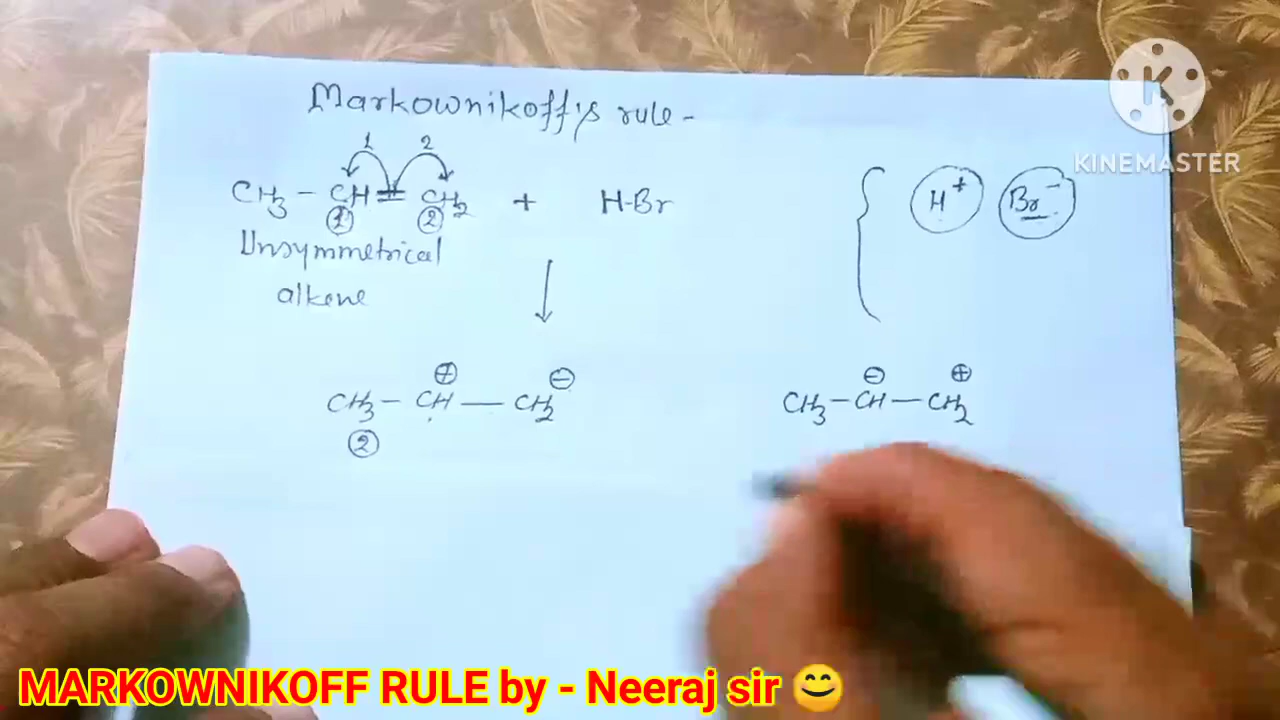 Markownikoff's rule -
1 2
CH3 - CH = CH2 + H-Br
① ②
Unsymmetrical
alkene
H+ Br-
⊕ ⊖
CH3 - CH — CH2
②
⊖ ⊕
CH3 - CH - CH2
K
KINEMASTER
MARKOWNIKOFF RULE by - Neeraj sir 😊